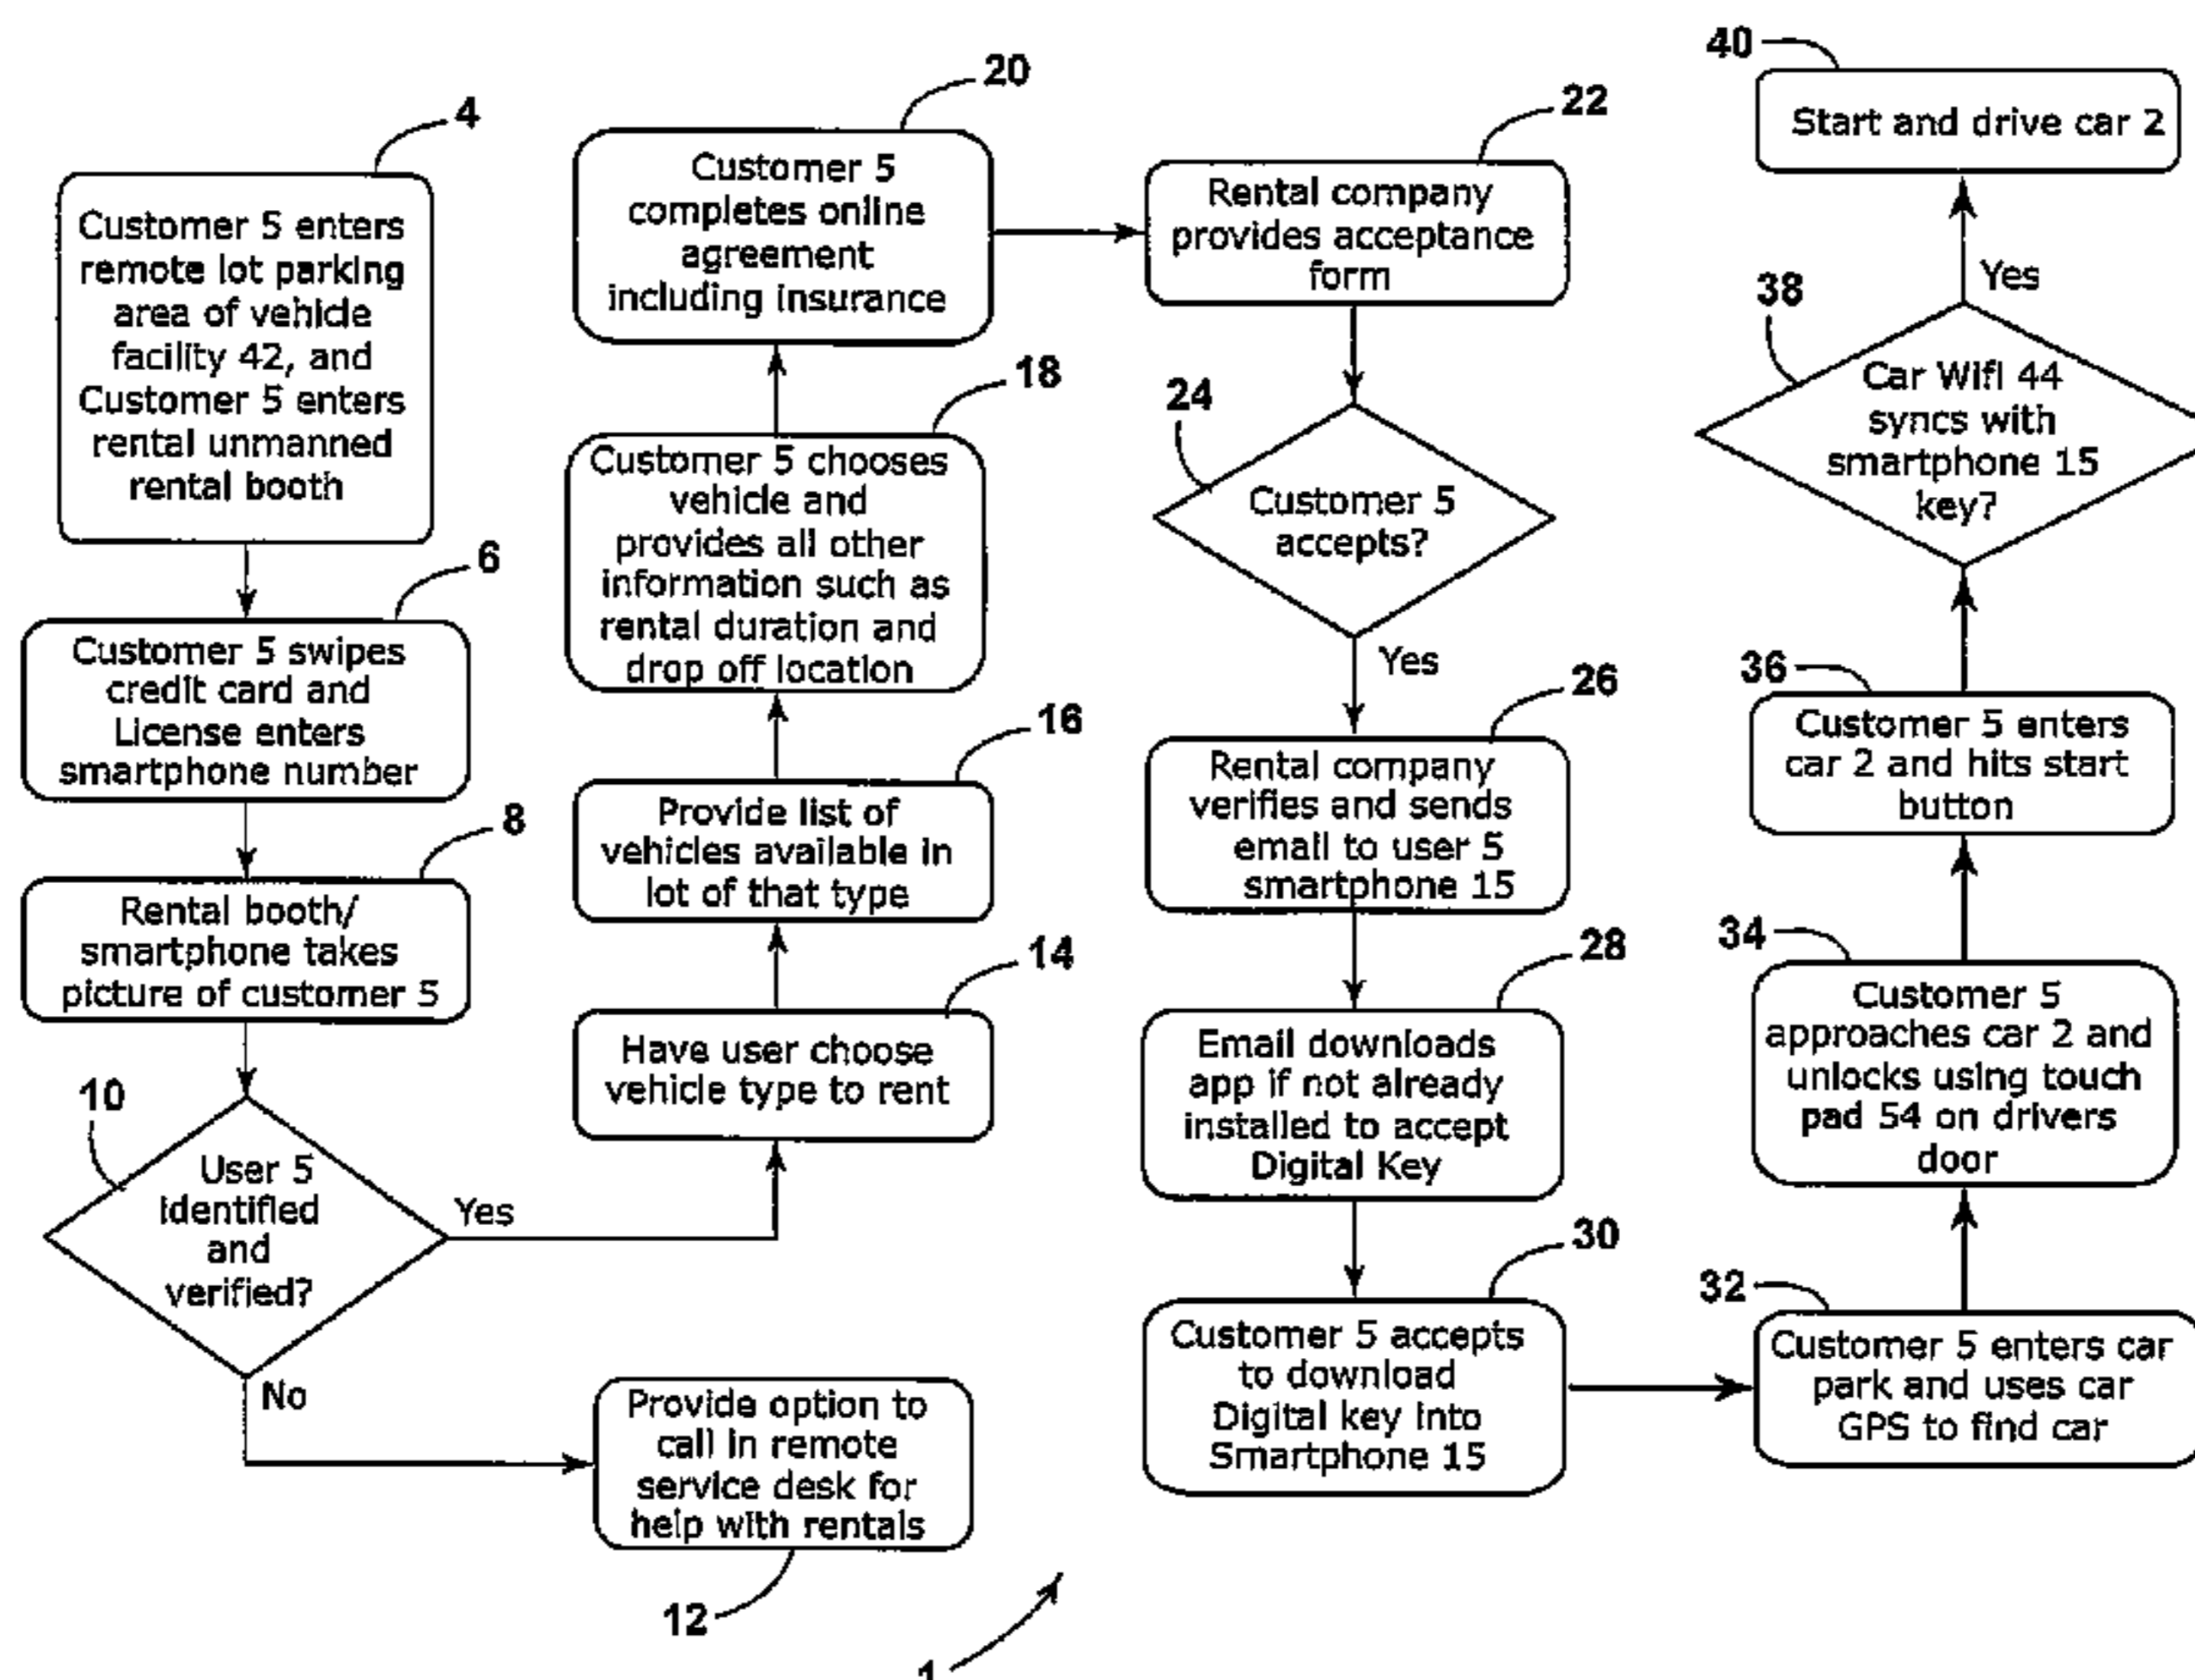 4
Customer 5 enters
remote lot parking
area of vehicle
facility 42, and
Customer 5 enters
rental unmanned
rental booth
6
Customer 5 swipes
credit card and
License enters
smartphone number
8
Rental booth/
smartphone takes
picture of customer 5
10
User 5
identified
and
verified?
Yes
No
12
Provide option to
call in remote
service desk for
help with rentals
14
Have user choose
vehicle type to rent
16
Provide list of
vehicles available in
lot of that type
18
Customer 5 chooses
vehicle and
provides all other
information such as
rental duration and
drop off location
20
Customer 5
completes online
agreement
including insurance
22
Rental company
provides acceptance
form
24
Customer 5
accepts?
Yes
26
Rental company
verifies and sends
email to user 5
smartphone 15
28
Email downloads
app if not already
installed to accept
Digital Key
30
Customer 5 accepts
to download
Digital key into
Smartphone 15
32
Customer 5 enters car
park and uses car
GPS to find car
34
Customer 5
approaches car 2 and
unlocks using touch
pad 54 on drivers
door
36
Customer 5 enters
car 2 and hits start
button
38
Car Wifi 44
syncs with
smartphone 15
key?
Yes
40
Start and drive car 2
1